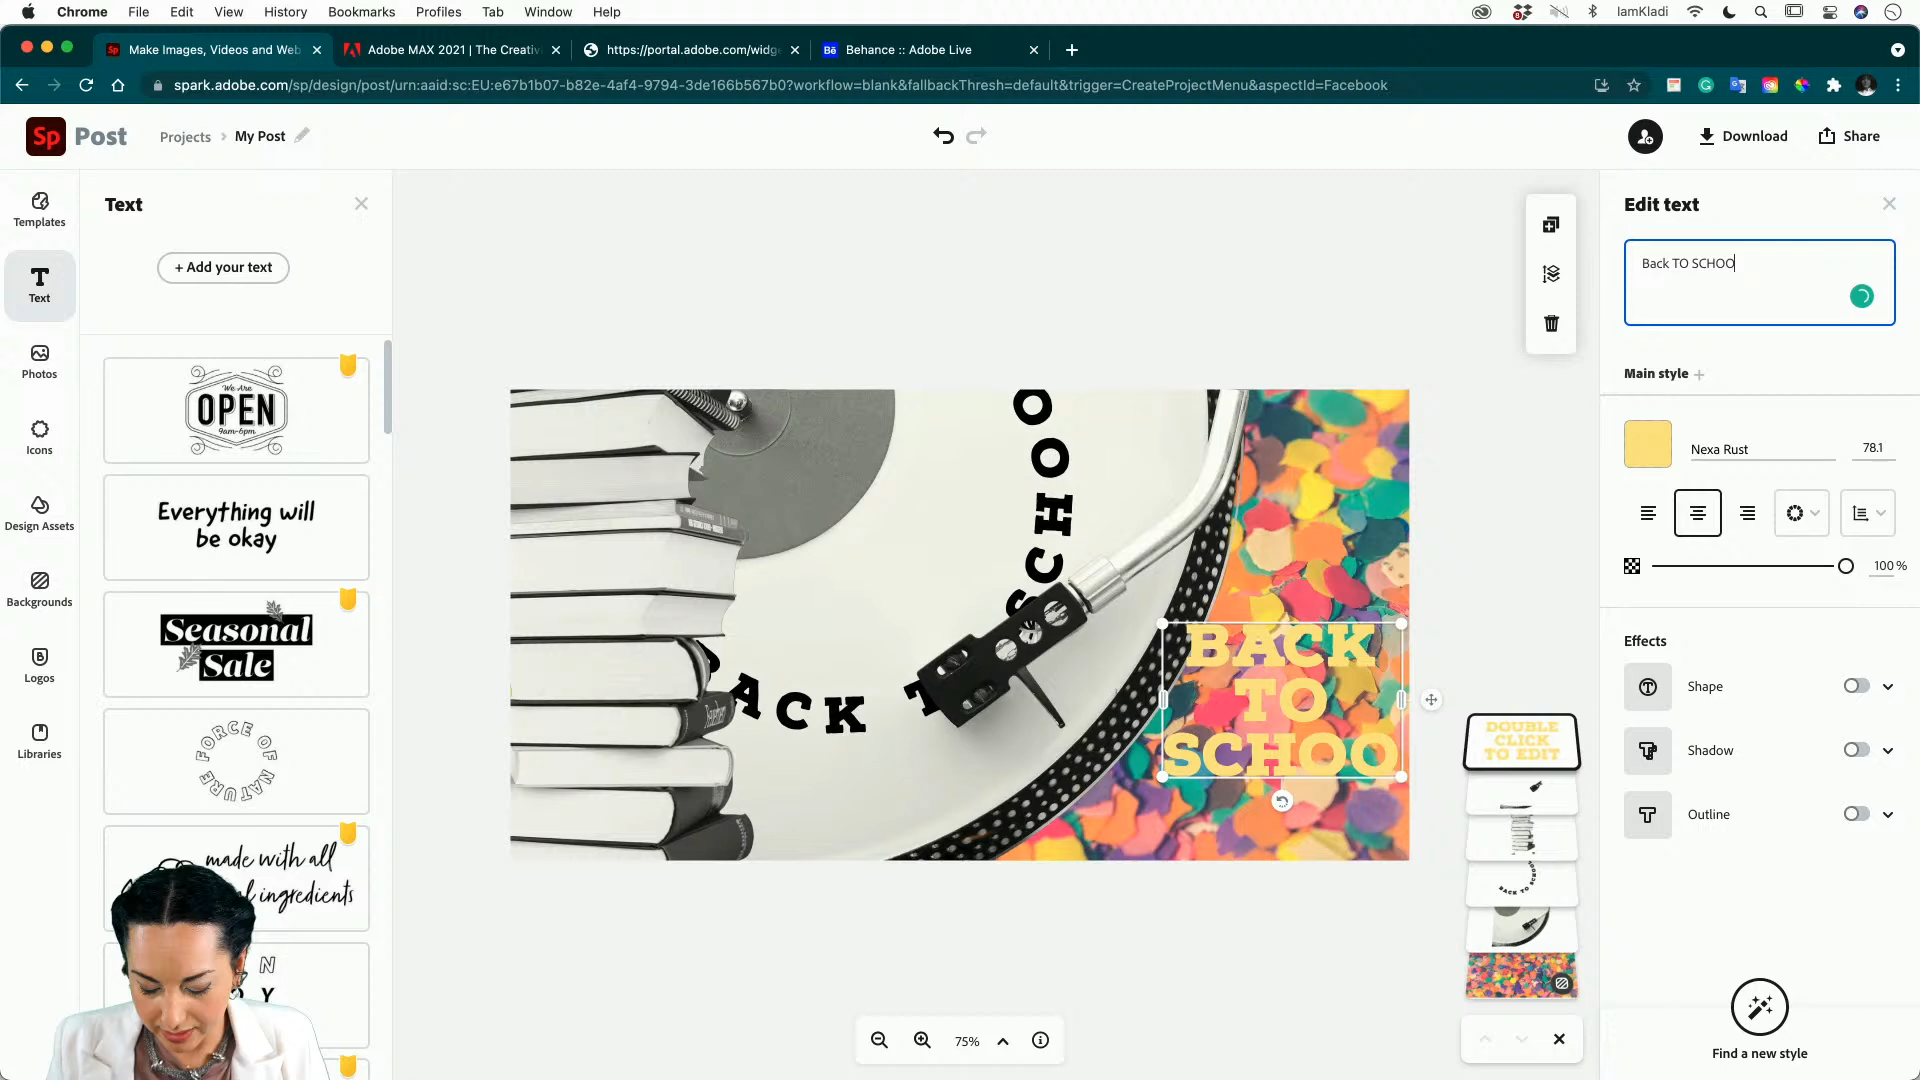 Chrome File Edit View History Bookmarks Profiles Tab Window Help
8
IamKladi
Make Images, Videos and Web
Adobe MAX 2021 | The Creativ
https://portal.adobe.com/widg
Bē Behance :: Adobe Live
spark.adobe.com/sp/design/post/urn:aaid:sc:EU:e67b1b07-b82e-4af4-9794-3de166b567b0?workflow=blank&fallbackThresh=default&trigger=CreateProjectMenu&aspectId=Facebook
Sp Post
Projects > My Post
Download
Share
Templates
Text
Photos
Icons
Design Assets
Backgrounds
Logos
Libraries
Text
+ Add your text
We Are
OPEN
9am-6pm
Everything will
be okay
Seasonal
Sale
FORCE OF NATURE
made with all
ingredients
N
Y
BACK T SCHOO
BACK
TO
SCHOO
DOUBLE
CLICK
TO EDIT
BACK TO SCHOOL
75%
Edit text
Back TO SCHOO
Main style +
Nexa Rust
78.1
100 %
Effects
Shape
Shadow
Outline
Find a new style